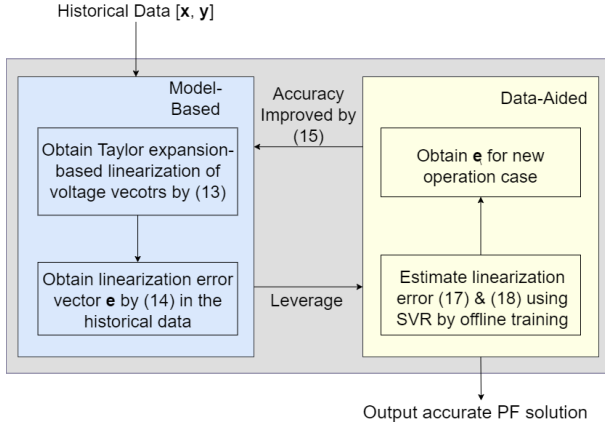 Historical Data [x, y]
Model-
Based
Obtain Taylor expansion-
based linearization of
voltage vecotrs by (13)
Obtain linearization error
vector e by (14) in the
historical data
Accuracy
Improved by
(15)
Leverage
Data-Aided
Obtain e for new
operation case
Estimate linearization
error (17) & (18) using
SVR by offline training
Output accurate PF solution